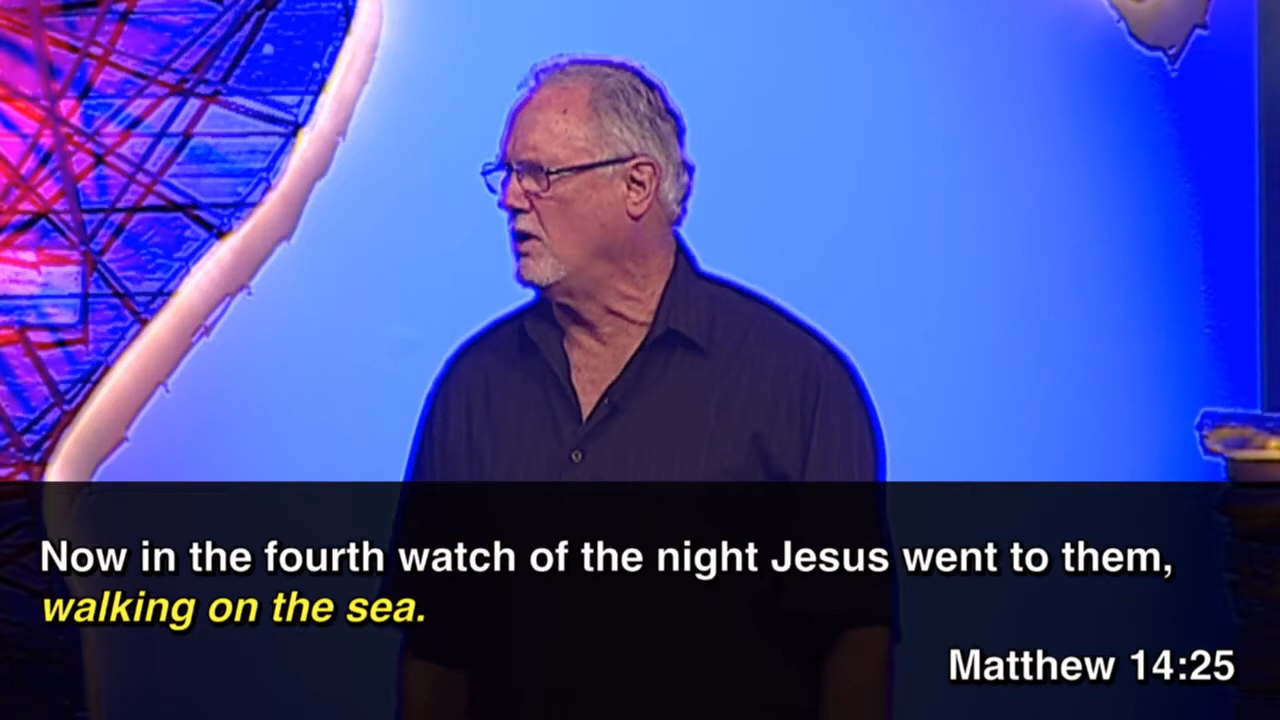 Now in the fourth watch of the night Jesus went to them,
walking on the sea.
Matthew 14:25